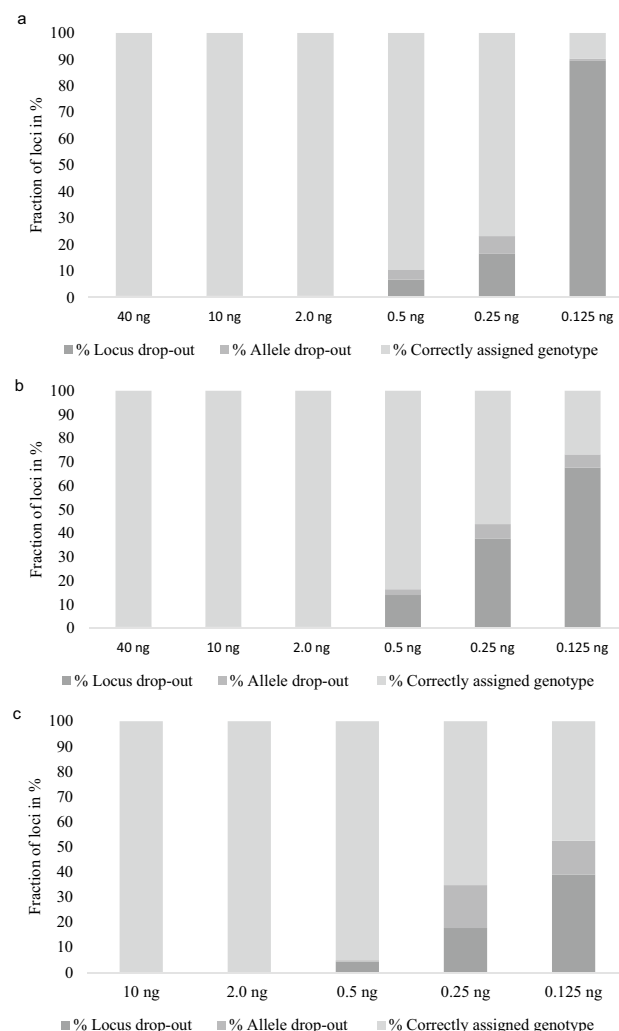 a
Fraction of loci in %
100
90
80
70
60
50
40
30
20
10
0
40 ng 10 ng 2.0 ng 0.5 ng 0.25 ng 0.125 ng
% Locus drop-out % Allele drop-out % Correctly assigned genotype
b
Fraction of loci in %
100
90
80
70
60
50
40
30
20
10
0
40 ng 10 ng 2.0 ng 0.5 ng 0.25 ng 0.125 ng
% Locus drop-out % Allele drop-out % Correctly assigned genotype
c
Fraction of loci in %
100
90
80
70
60
50
40
30
20
10
0
10 ng 2.0 ng 0.5 ng 0.25 ng 0.125 ng
% Locus drop-out % Allele drop-out % Correctly assigned genotype